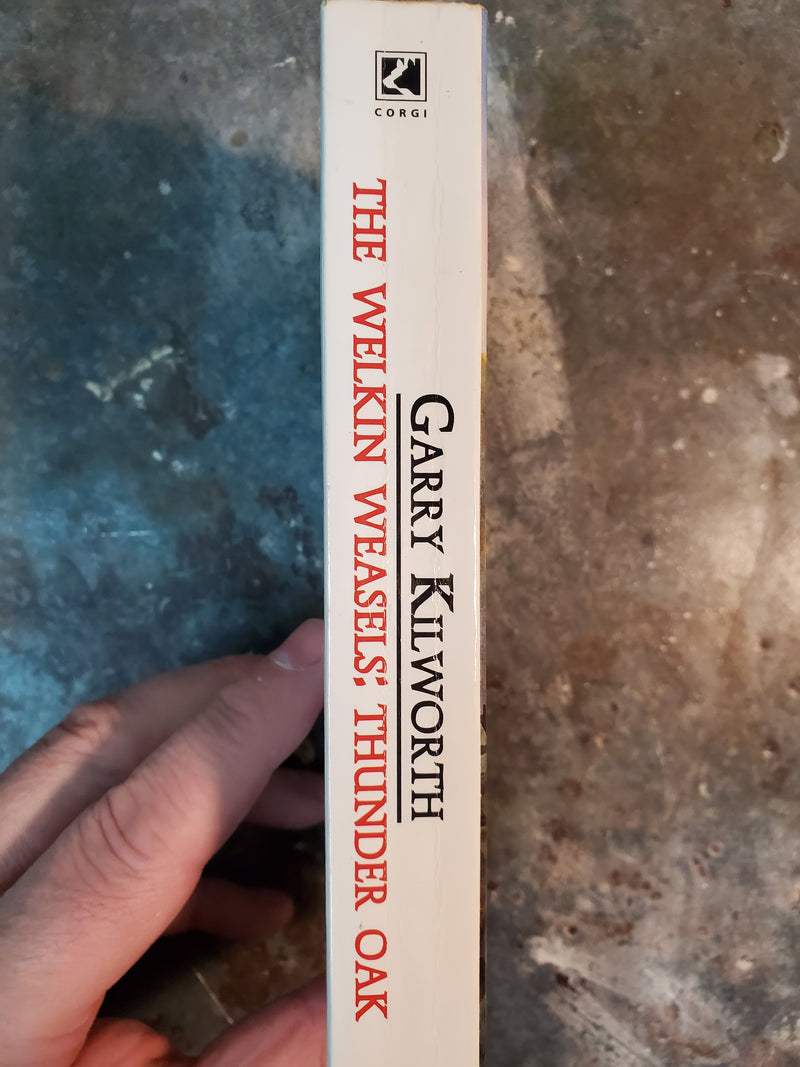 CORGI
GARRY KILWORTH
THE WELKIN WEASELS; THUNDER OAK